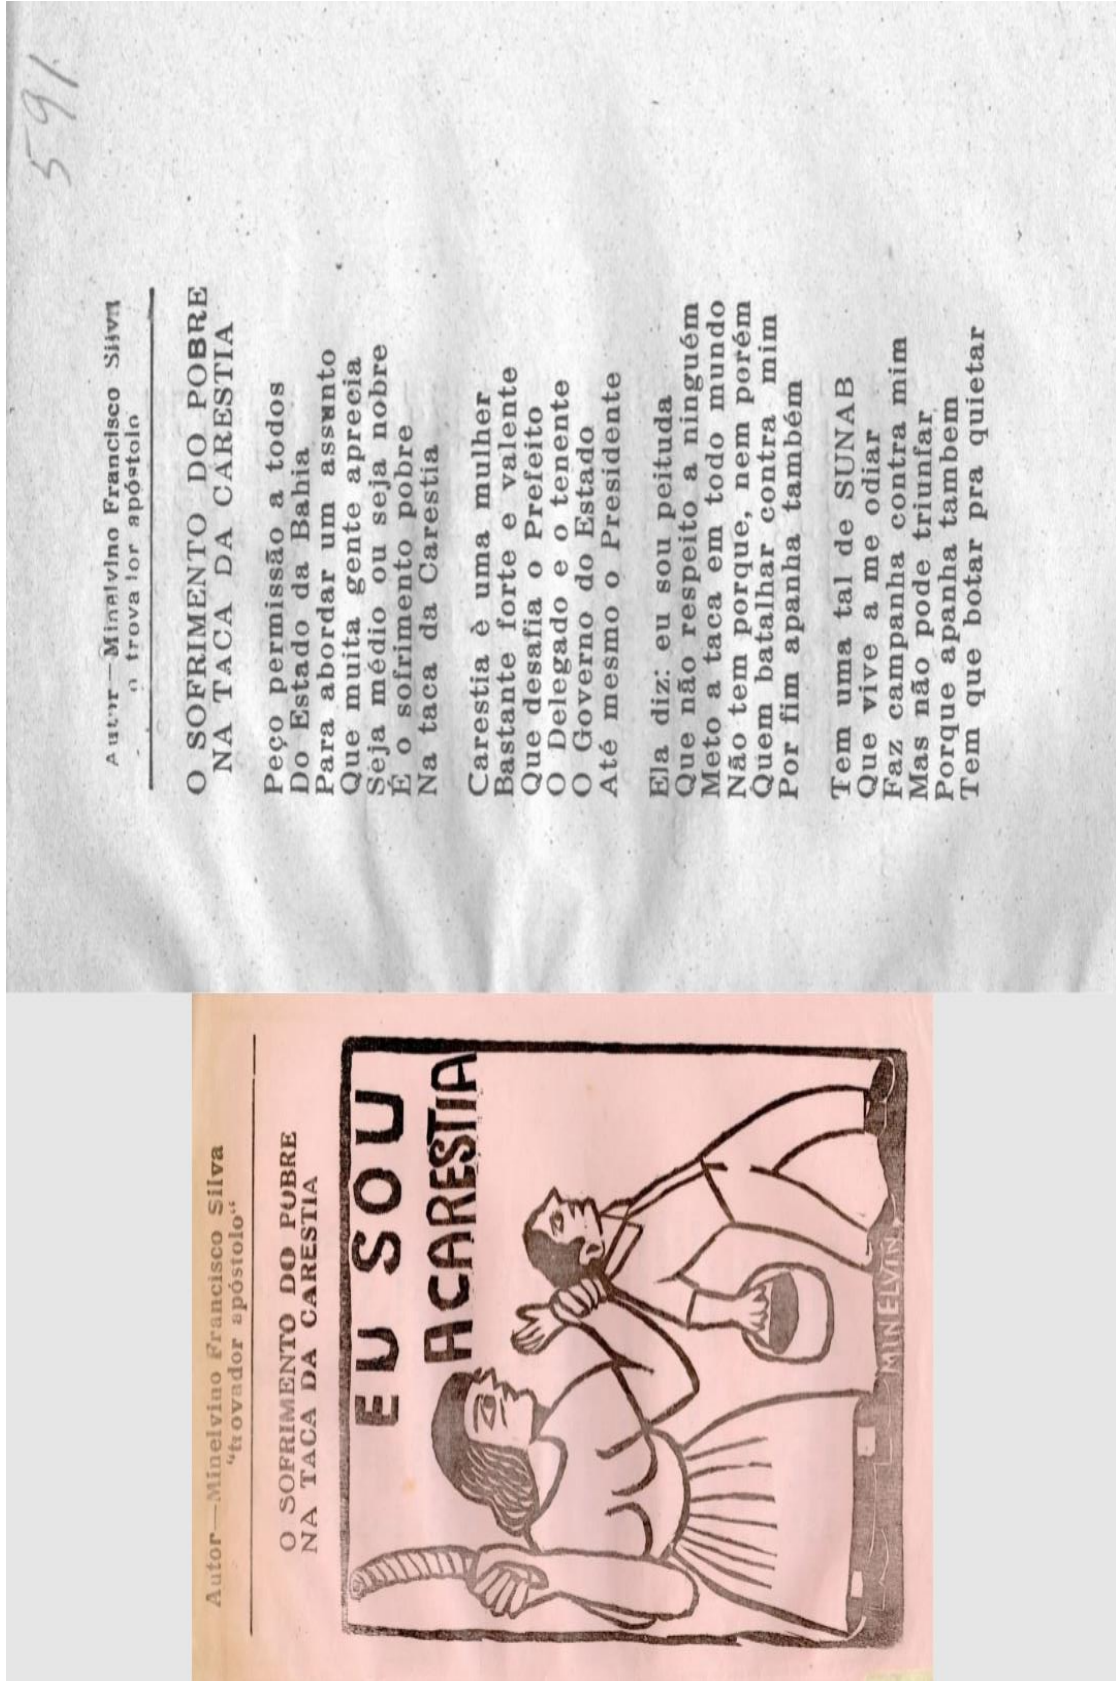 Autor—Minelvino Francisco Silva
“trovador apóstolo“
O SOFRIMENTO DO POBRE
NA TACA DA CARESTIA
EU SOU
A CARESTIA
MINELVIN.
591
Autor—Minelvino Francisco Silva
o trovador apóstolo
O SOFRIMENTO DO POBRE
NA TACA DA CARESTIA
Peço permissão a todos
Do Estado da Bahia
Para abordar um assunto
Que muita gente aprecia
Seja médio ou seja nobre
É o sofrimento pobre
Na taca da Carestia
Carestia è uma mulher
Bastante forte e valente
Que desafia o Prefeito
O Delegado e o tenente
O Governo do Estado
Até mesmo o Presidente
Ela diz: eu sou peituda
Que não respeito a ninguém
Meto a taca em todo mundo
Não tem porque, nem porém
Quem batalhar contra mim
Por fim apanha também
Tem uma tal de SUNAB
Que vive a me odiar
Faz campanha contra mim
Mas não pode triunfar
Porque apanha tambem
Tem que botar pra quietar